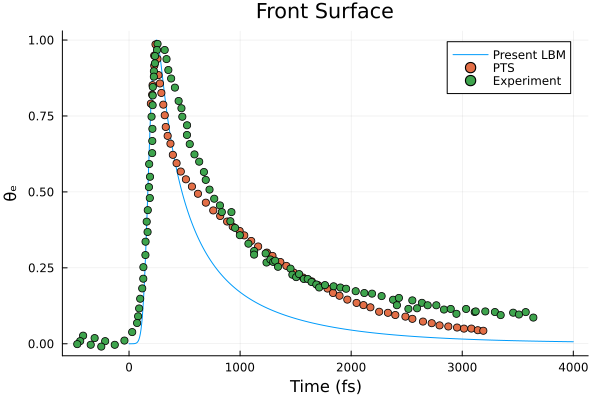 Front Surface
Present LBM
PTS
Experiment
θₑ
1.00
0.75
0.50
0.25
0.00
0
1000
2000
3000
4000
Time (fs)